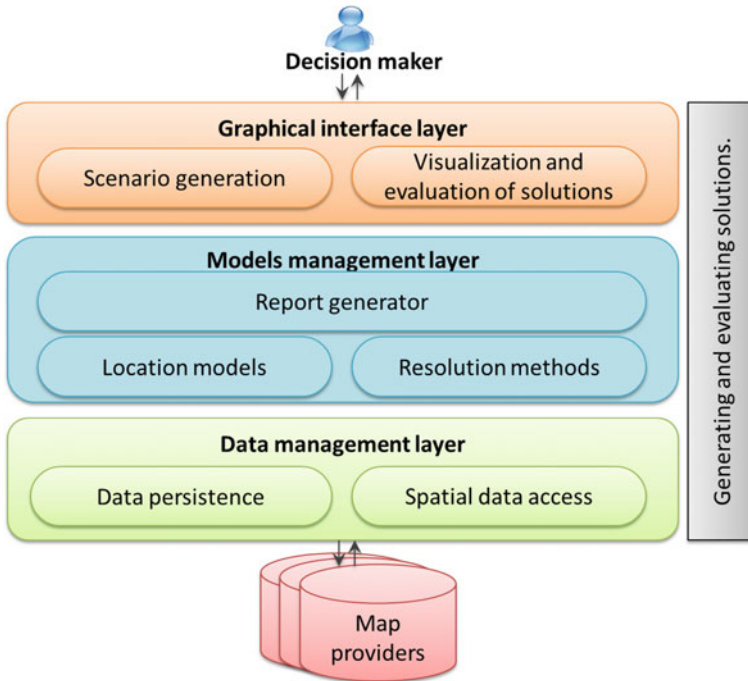 Decision maker
Graphical interface layer
Scenario generation
Visualization and
evaluation of solutions
Models management layer
Report generator
Location models
Resolution methods
Data management layer
Data persistence
Spatial data access
Map
providers
Generating and evaluating solutions.